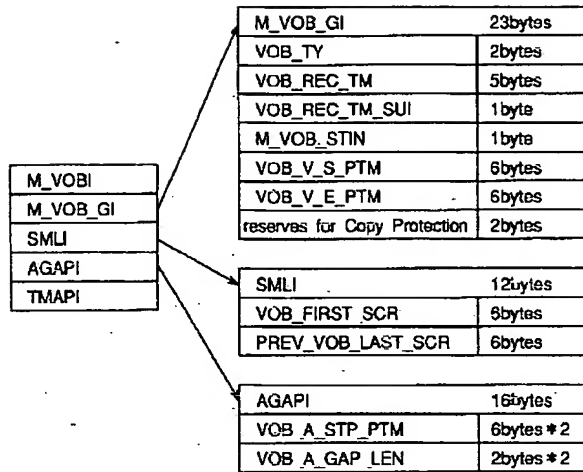 M_VOBI
M_VOB_GI
SMLI
AGAPI
TMAPI
M_VOB_GI 23bytes
VOB_TY 2bytes
VOB_REC_TM 5bytes
VOB_REC_TM_SUI 1byte
M_VOB_STIN 1byte
VOB_V_S_PTM 6bytes
VOB_V_E_PTM 6bytes
reserves for Copy Protection 2bytes
SMLI 12bytes
VOB_FIRST_SCR 6bytes
PREV_VOB_LAST_SCR 6bytes
AGAPI 16bytes
VOB_A_STP_PTM 6bytes*2
VOB_A_GAP_LEN 2bytes*2